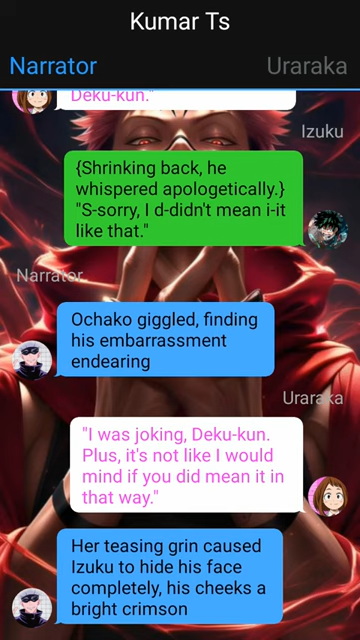 Kumar Ts
Narrator
Uraraka
Deku-kun."
Izuku
{Shrinking back, he
whispered apologetically.}
"S-sorry, I d-didn't mean i-it
like that."
Narrator
Ochako giggled, finding
his embarrassment
endearing
Uraraka
"I was joking, Deku-kun.
Plus, it's not like I would
mind if you did mean it in
that way."
Her teasing grin caused
Izuku to hide his face
completely, his cheeks a
bright crimson